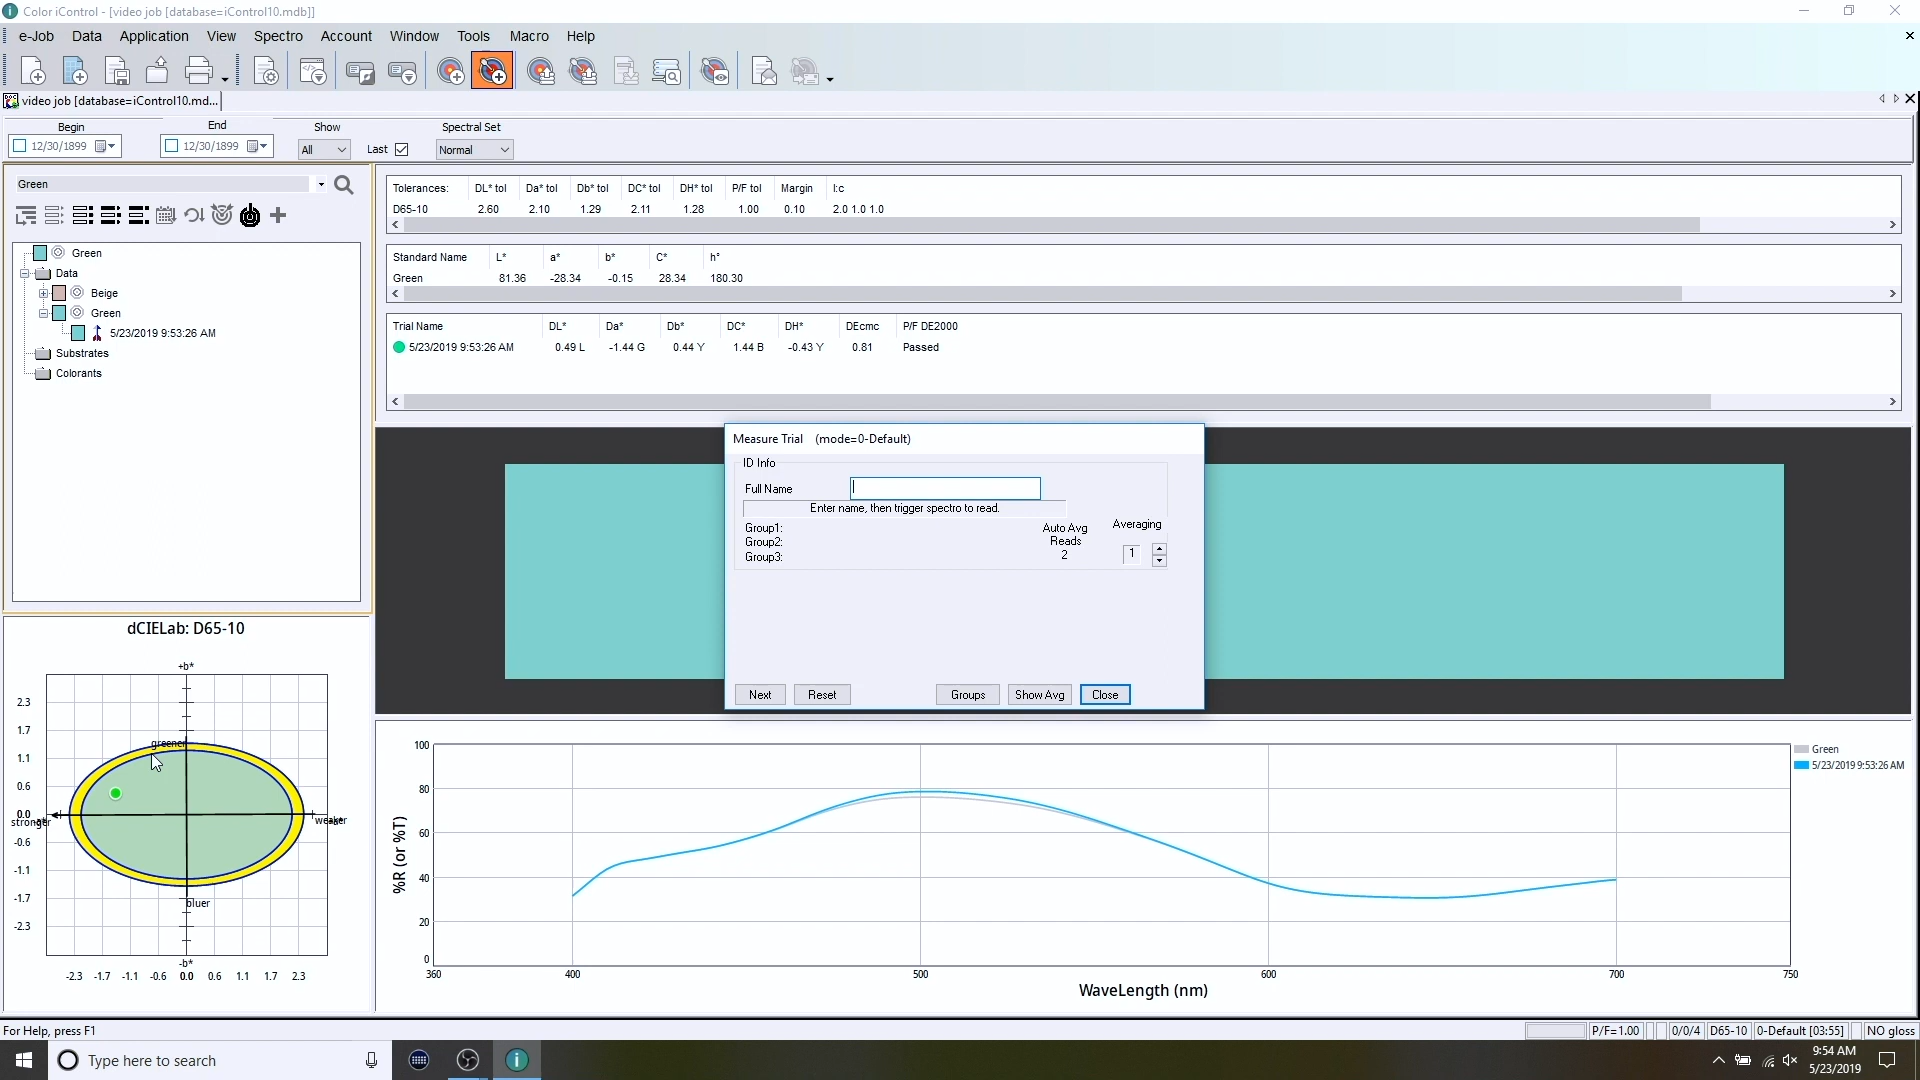 Color iControl - [video job [database=iControl10.mdb]]
e-Job Data Application View Spectro Account Window Tools Macro Help
video job [database=iControl10.md...
Begin End Show Spectral Set
12/30/1899 12/30/1899 All Last Normal
Green
Green
Data
Beige
Green
5/23/2019 9:53:26 AM
Substrates
Colorants
Tolerances: DL* tol Da* tol Db* tol DC* tol DH* tol P/F tol Margin l:c
D65-10 2.60 2.10 1.29 2.11 1.28 1.00 0.10 2.0 1.0 1.0
Standard Name L* a* b* C* h°
Green 81.36 -28.34 -0.15 28.34 180.30
Trial Name DL* Da* Db* DC* DH* DEcmc P/F DE2000
5/23/2019 9:53:26 AM 0.49 L -1.44 G 0.44 Y 1.44 B -0.43 Y 0.81 Passed
Measure Trial (mode=0-Default)
ID Info
Full Name
Enter name, then trigger spectro to read.
Group1:
Group2:
Group3:
Auto Avg
Reads
2
Averaging
1
Next Reset Groups Show Avg Close
dCIELab: D65-10
+b*
2.3
1.7
1.1
0.6
0.0
-0.6
-1.1
-1.7
-2.3
greener
stronger
weaker
bluer
-b*
-2.3 -1.7 -1.1 -0.6 0.0 0.6 1.1 1.7 2.3
%R (or %T)
100
80
60
40
20
0
360 400 500 600 700 750
WaveLength (nm)
Green
5/23/2019 9:53:26 AM
For Help, press F1
P/F=1.00 0/0/4 D65-10 0-Default [03:55] NO gloss
Type here to search
9:54 AM
5/23/2019